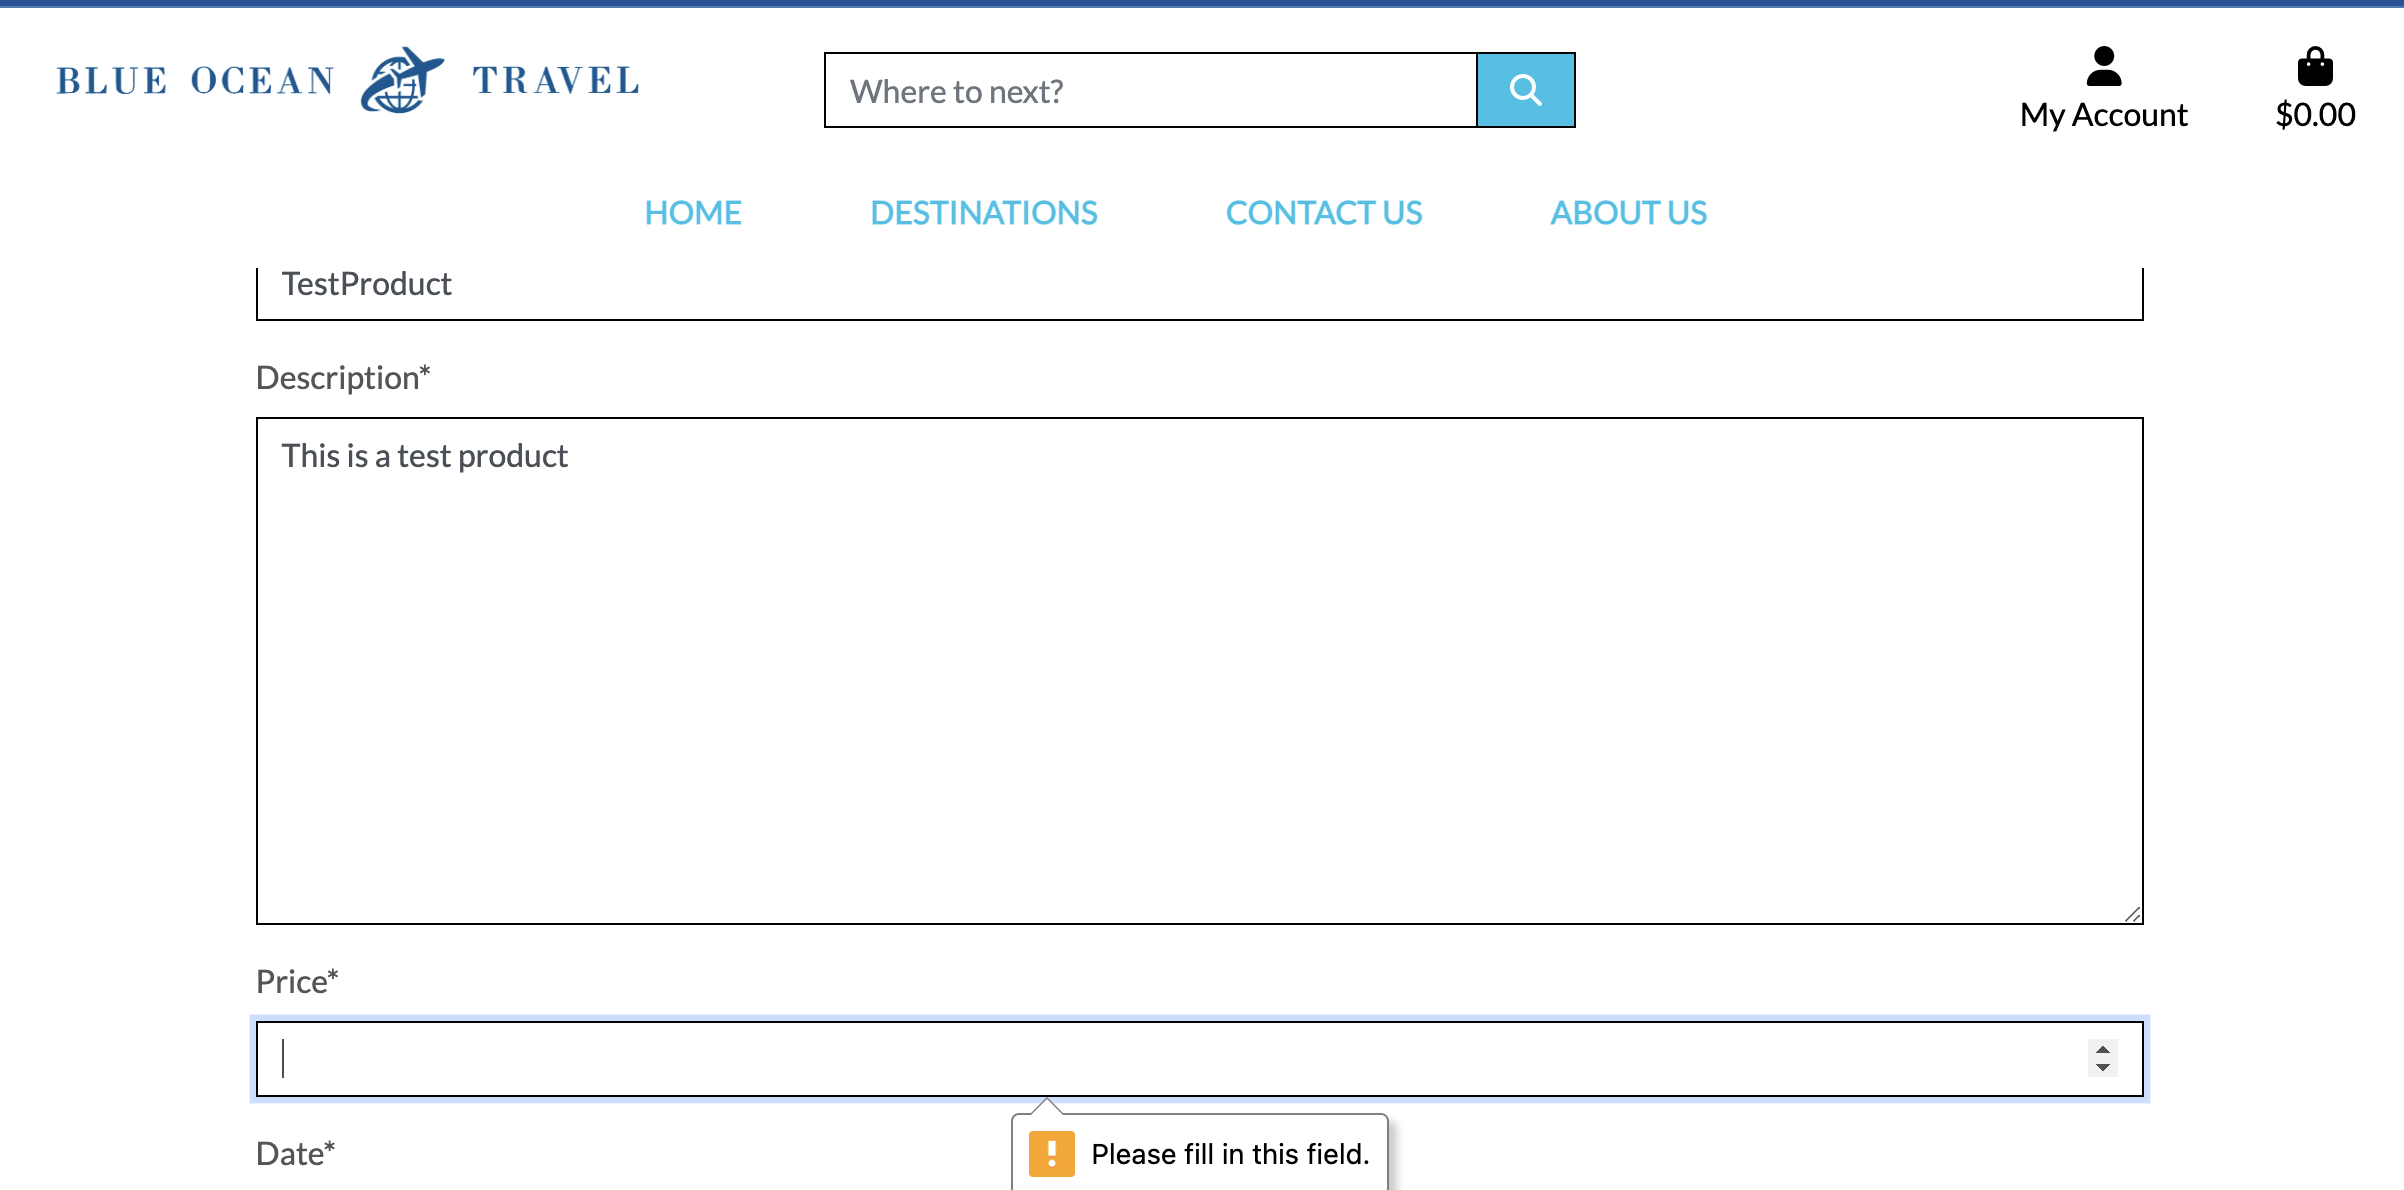 BLUE OCEAN TRAVEL
Where to next?
My Account
$0.00
HOME DESTINATIONS CONTACT US ABOUT US
TestProduct
Description*
This is a test product
Price*
Date*
Please fill in this field.